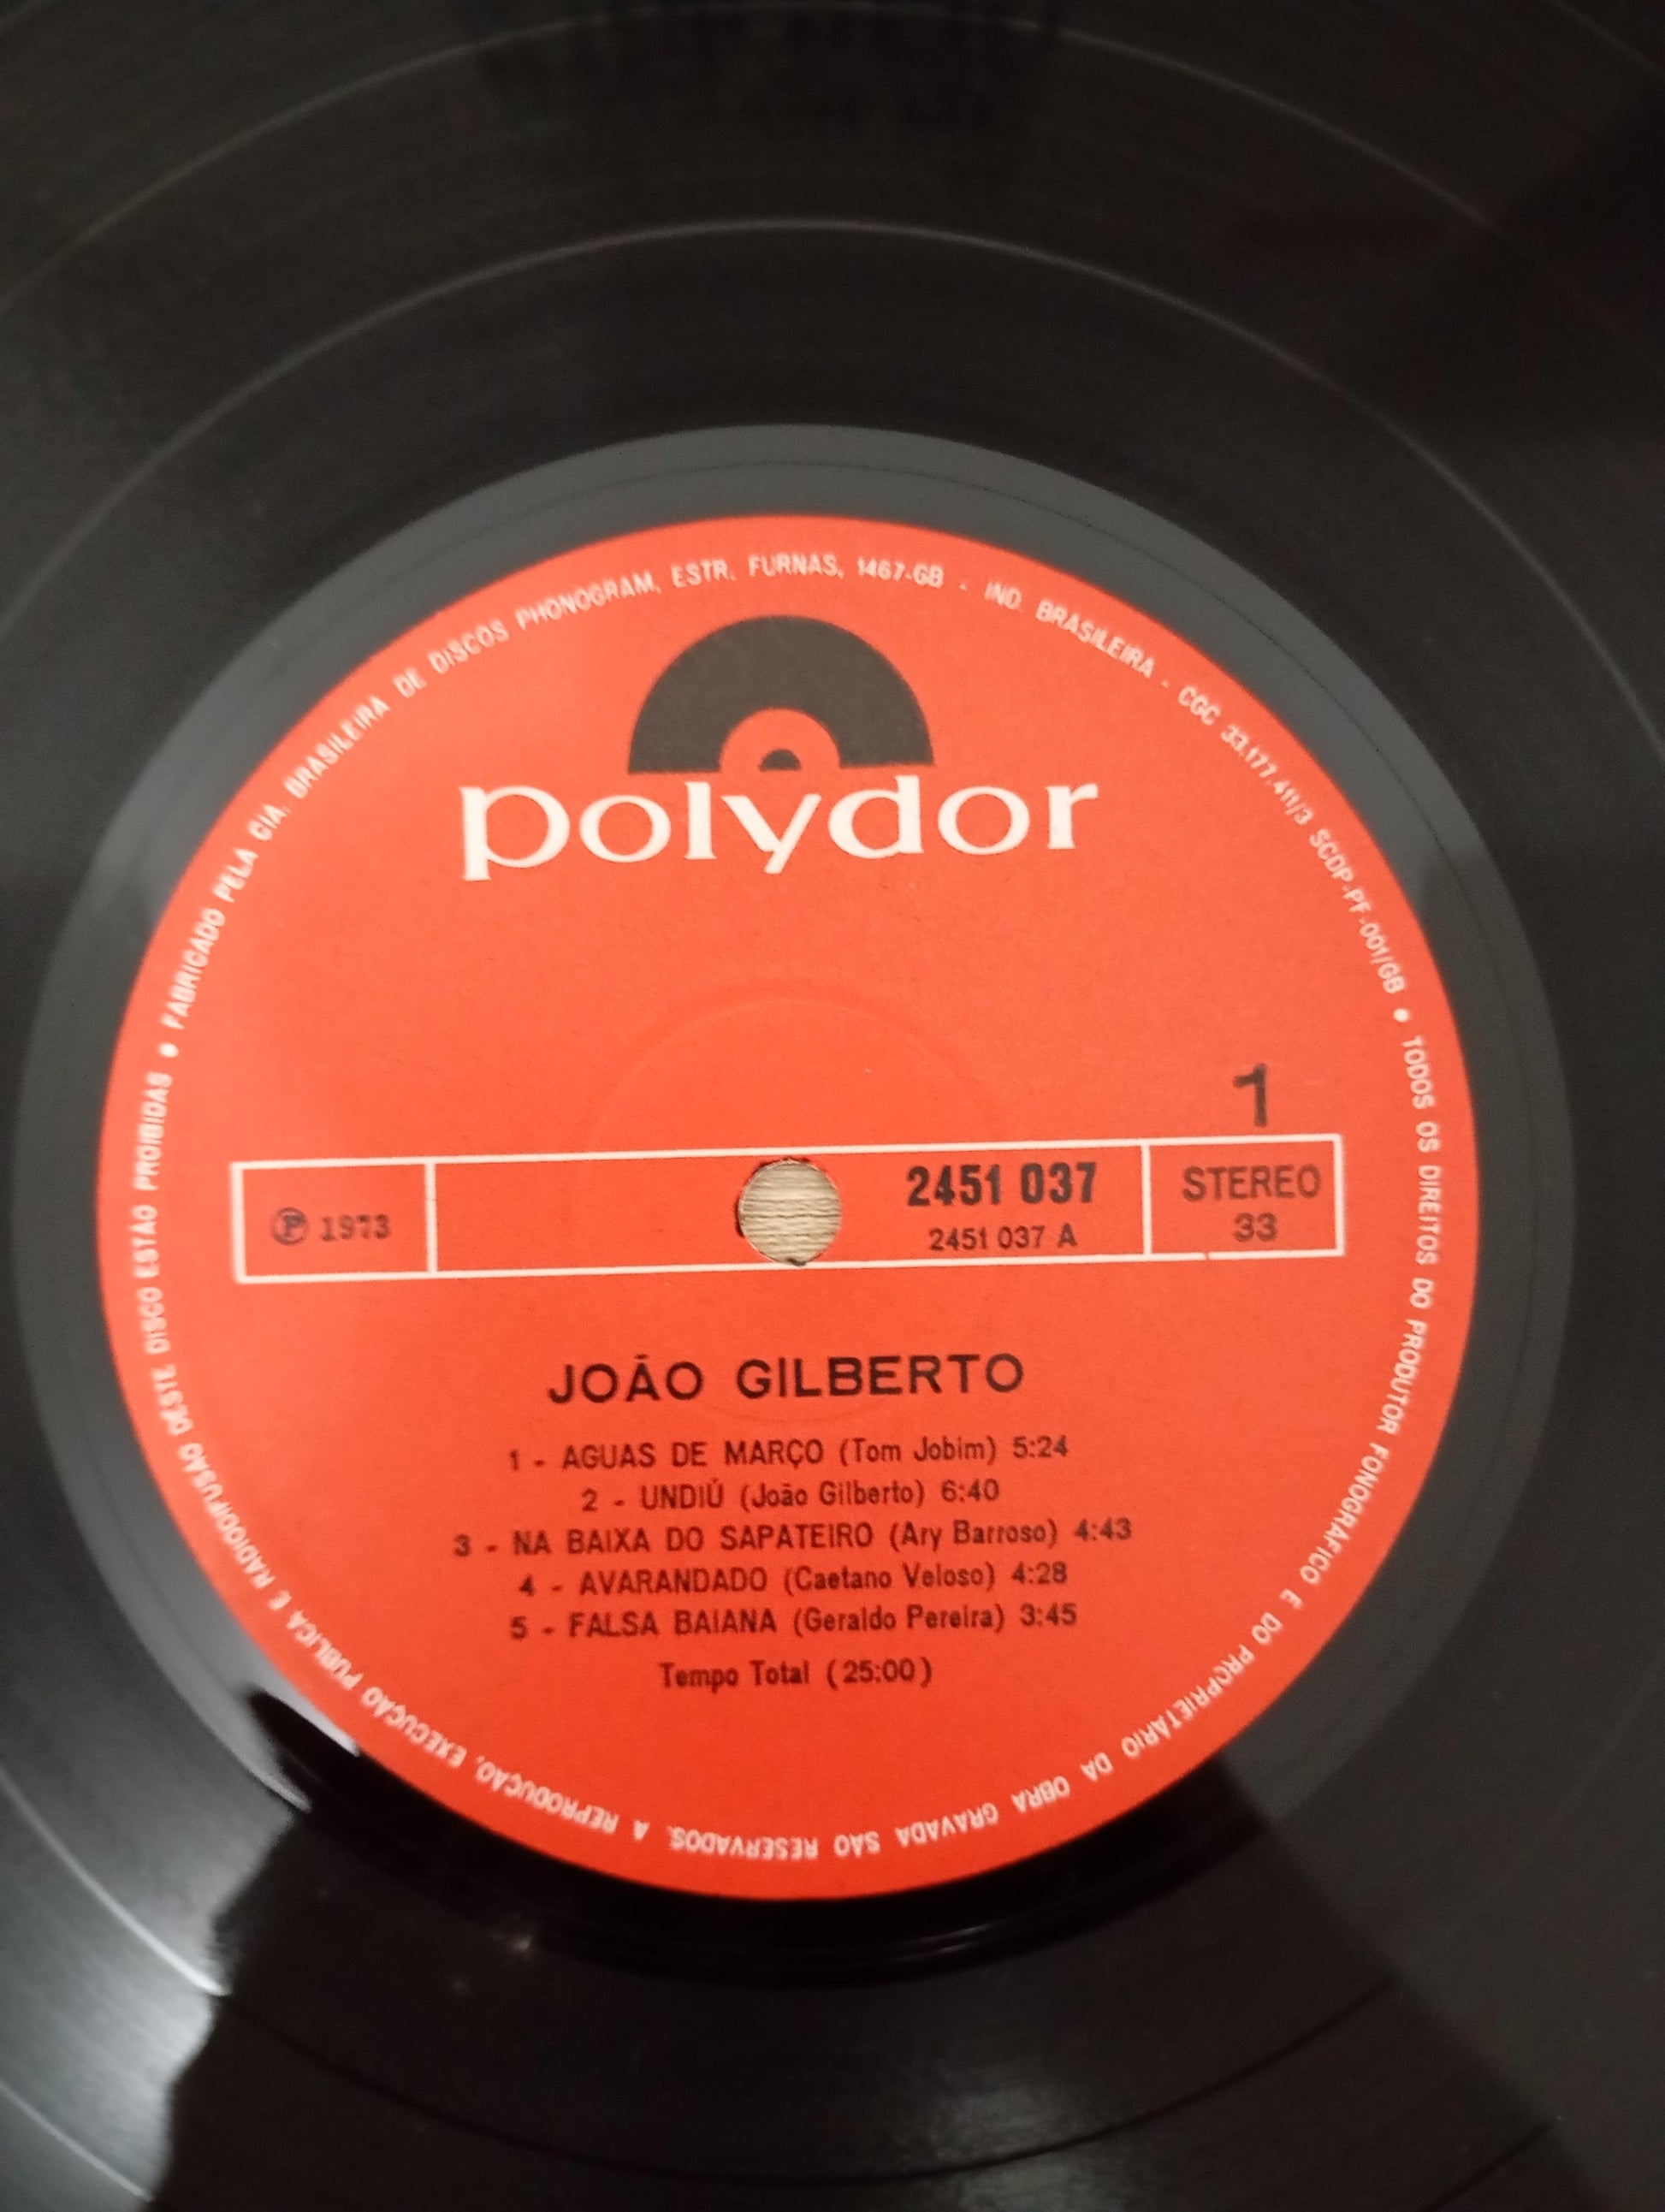 FABRICADO PELA CIA. BRASILEIRA DE DISCOS PHONOGRAM, ESTR. FURNAS, 1467-GB - IND. BRASILEIRA - CGC 33.177.411/3 SCDP-PF-001/GB • TODOS OS DIREITOS DO PRODUTOR FONOGRÁFICO E DO PROPRIETÁRIO DA OBRA GRAVADA SÃO RESERVADOS. A REPRODUÇÃO, EXECUÇÃO PÚBLICA E RADIODIFUSÃO DESTE DISCO ESTÃO PROIBIDAS •
polydor
1
℗ 1973
2451 037
2451 037 A
STEREO
33
JOÃO GILBERTO
1 - AGUAS DE MARÇO (Tom Jobim) 5:24
2 - UNDIÚ (João Gilberto) 6:40
3 - NA BAIXA DO SAPATEIRO (Ary Barroso) 4:43
4 - AVARANDADO (Caetano Veloso) 4:28
5 - FALSA BAIANA (Geraldo Pereira) 3:45
Tempo Total (25:00)